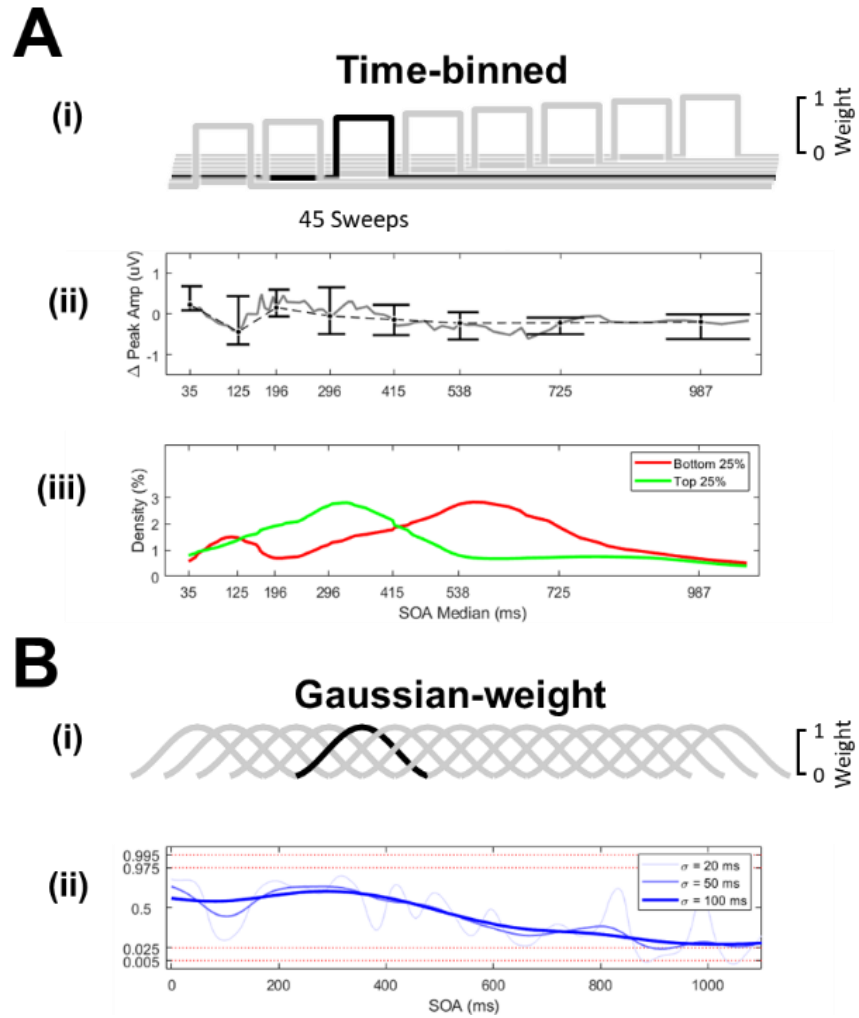 A
Time-binned
(i)
1
0
Weight
45 Sweeps
(ii)
Δ Peak Amp (uV)
1
0
-1
35 125 196 296 415 538 725 987
(iii)
Density (%)
3
2
1
0
Bottom 25%
Top 25%
35 125 196 296 415 538 725 987
SOA Median (ms)
B
Gaussian-weight
(i)
1
0
Weight
(ii)
0.995
0.975
0.5
0.025
0.005
σ = 20 ms
σ = 50 ms
σ = 100 ms
0 200 400 600 800 1000
SOA (ms)